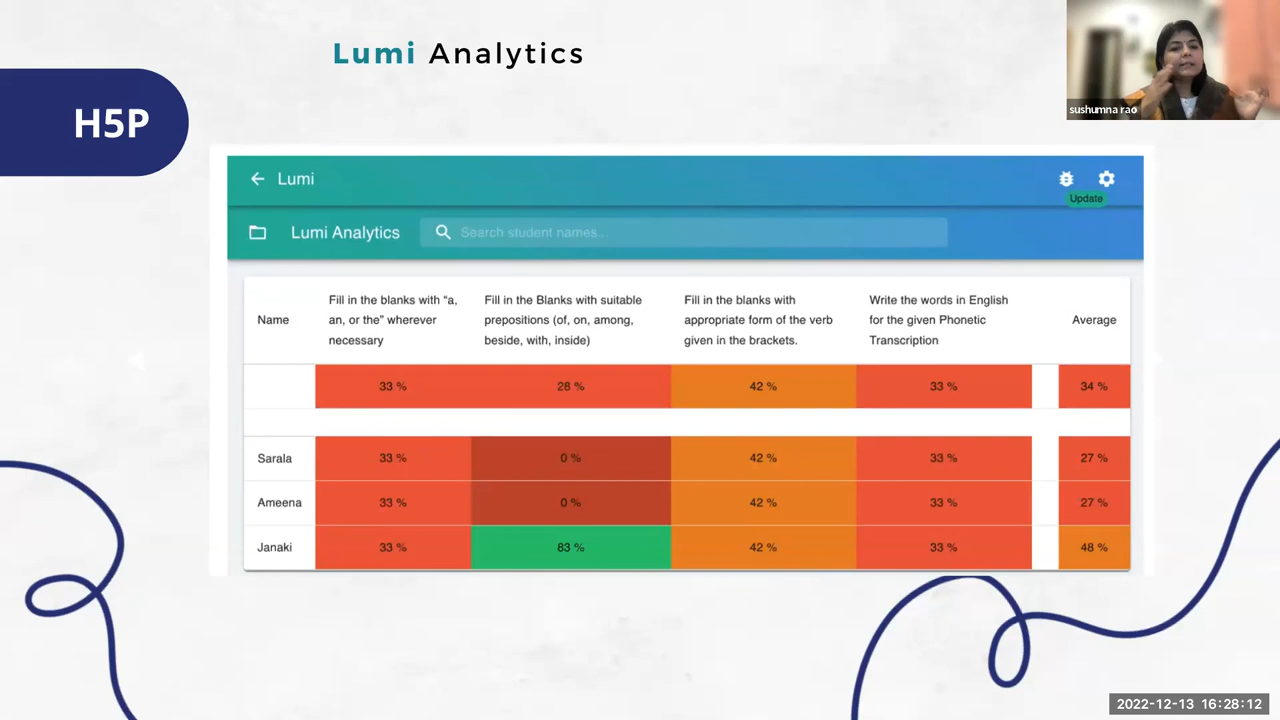 Lumi Analytics
H5P
sushumna rao
Lumi
Update
Lumi Analytics
Search student names...
Name
Fill in the blanks with “a,
an, or the” wherever
necessary
Fill in the Blanks with suitable
prepositions (of, on, among,
beside, with, inside)
Fill in the blanks with
appropriate form of the verb
given in the brackets.
Write the words in English
for the given Phonetic
Transcription
Average
33 % 28 % 42 % 33 % 34 %
Sarala 33 % 0 % 42 % 33 % 27 %
Ameena 33 % 0 % 42 % 33 % 27 %
Janaki 33 % 83 % 42 % 33 % 48 %
2022-12-13 16:28:12